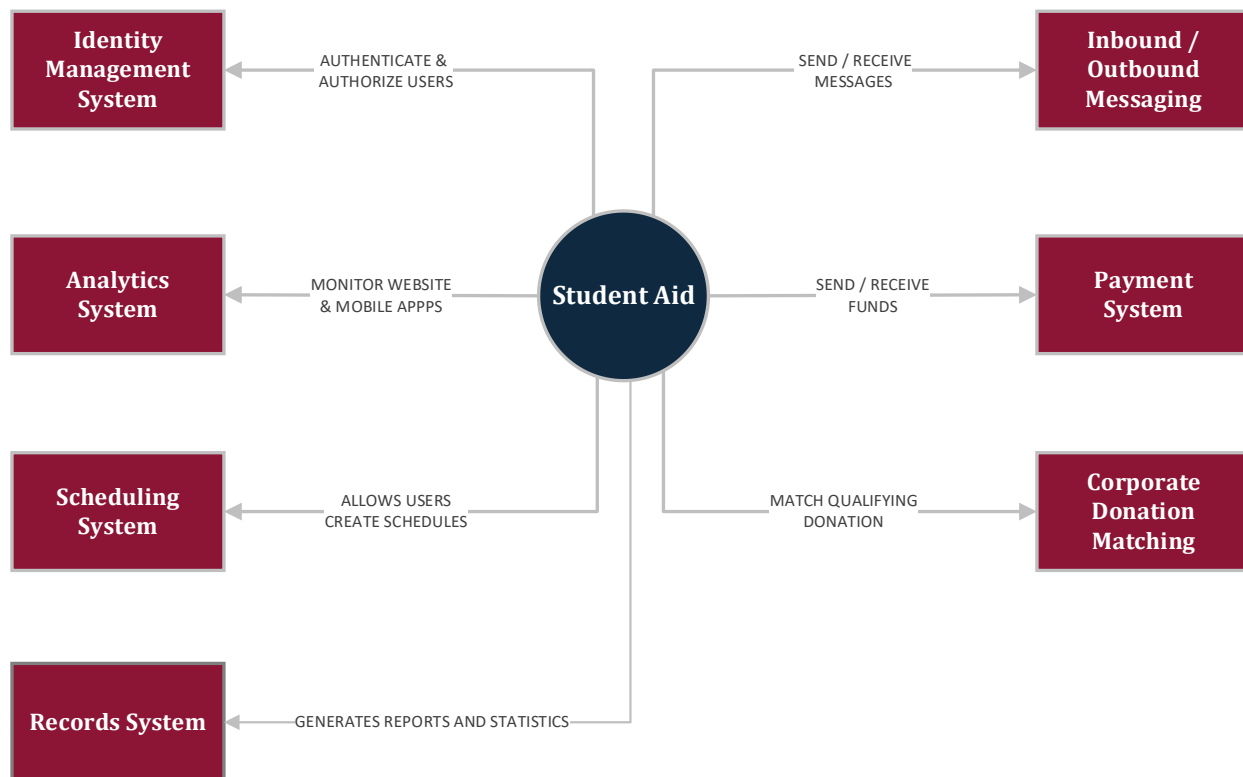 Identity
Management
System
AUTHENTICATE &
AUTHORIZE USERS
SEND / RECEIVE
MESSAGES
Inbound /
Outbound
Messaging
Analytics
System
MONITOR WEBSITE
& MOBILE APPPS
Student Aid
SEND / RECEIVE
FUNDS
Payment
System
Scheduling
System
ALLOWS USERS
CREATE SCHEDULES
MATCH QUALIFYING
DONATION
Corporate
Donation
Matching
Records System
GENERATES REPORTS AND STATISTICS